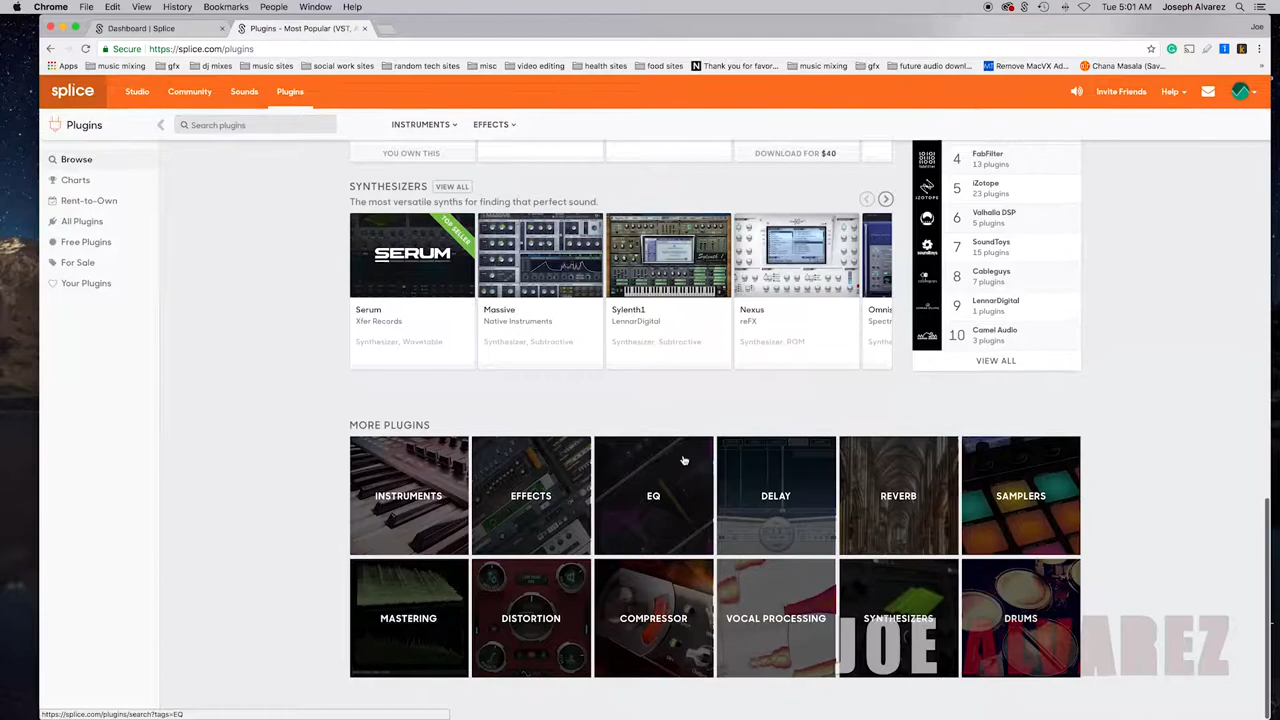 Chrome File Edit View History Bookmarks People Window Help Tue 5:01 AM Joseph Alvarez
Dashboard | Splice Plugins - Most Popular (VST, Joe
Secure https://splice.com/plugins
Apps music mixing gfx dj mixes music sites social work sites random tech sites misc video editing health sites food sites Thank you for favor... music mixing gfx future audio downl... Remove MacVX Ad... Chana Masala (Sav...
splice Studio Community Sounds Plugins Invite Friends Help
Plugins Search plugins INSTRUMENTS EFFECTS
Browse
Charts
Rent-to-Own
All Plugins
Free Plugins
For Sale
Your Plugins
YOU OWN THIS DOWNLOAD FOR $40
SYNTHESIZERS VIEW ALL
The most versatile synths for finding that perfect sound.
SERUM TOP SELLER
Serum
Xfer Records
Synthesizer, Wavetable
Massive
Native Instruments
Synthesizer, Subtractive
Sylenth1
LennarDigital
Synthesizer, Subtractive
Nexus
reFX
Synthesizer, ROM
Omnis
Spectr
Synthe
4 FabFilter
13 plugins
5 iZotope
23 plugins
6 Valhalla DSP
5 plugins
7 SoundToys
15 plugins
8 Cableguys
7 plugins
9 LennarDigital
1 plugins
10 Camel Audio
3 plugins
VIEW ALL
MORE PLUGINS
INSTRUMENTS EFFECTS EQ DELAY REVERB SAMPLERS
MASTERING DISTORTION COMPRESSOR VOCAL PROCESSING SYNTHESIZERS DRUMS
JOE ALVAREZ
https://splice.com/plugins/search?tags=EQ